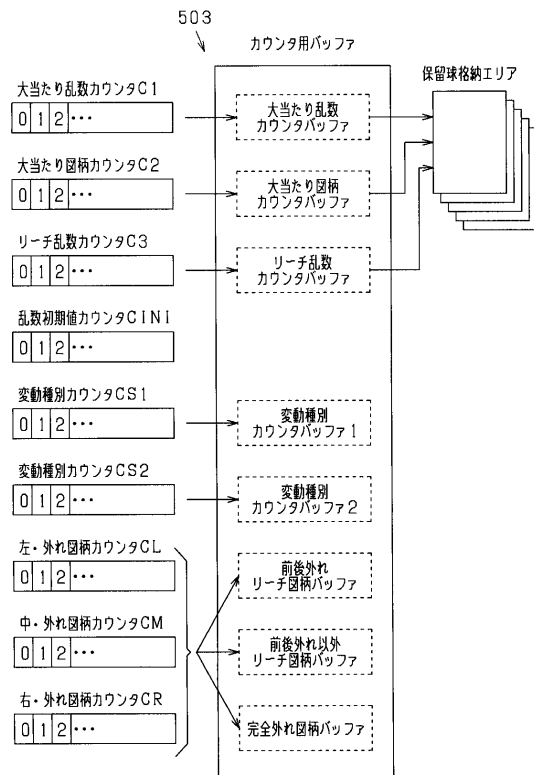 503
カウンタ用バッファ
保留球格納エリア
大当たり乱数カウンタC1
0 1 2 ･･･
大当たり乱数
カウンタバッファ
大当たり図柄カウンタC2
0 1 2 ･･･
大当たり図柄
カウンタバッファ
リーチ乱数カウンタC3
0 1 2 ･･･
リーチ乱数
カウンタバッファ
乱数初期値カウンタCINI
0 1 2 ･･･
変動種別カウンタCS1
0 1 2 ･･･
変動種別
カウンタバッファ1
変動種別カウンタCS2
0 1 2 ･･･
変動種別
カウンタバッファ2
左・外れ図柄カウンタCL
0 1 2 ･･･
前後外れ
リーチ図柄バッファ
中・外れ図柄カウンタCM
0 1 2 ･･･
前後外れ以外
リーチ図柄バッファ
右・外れ図柄カウンタCR
0 1 2 ･･･
完全外れ図柄バッファ